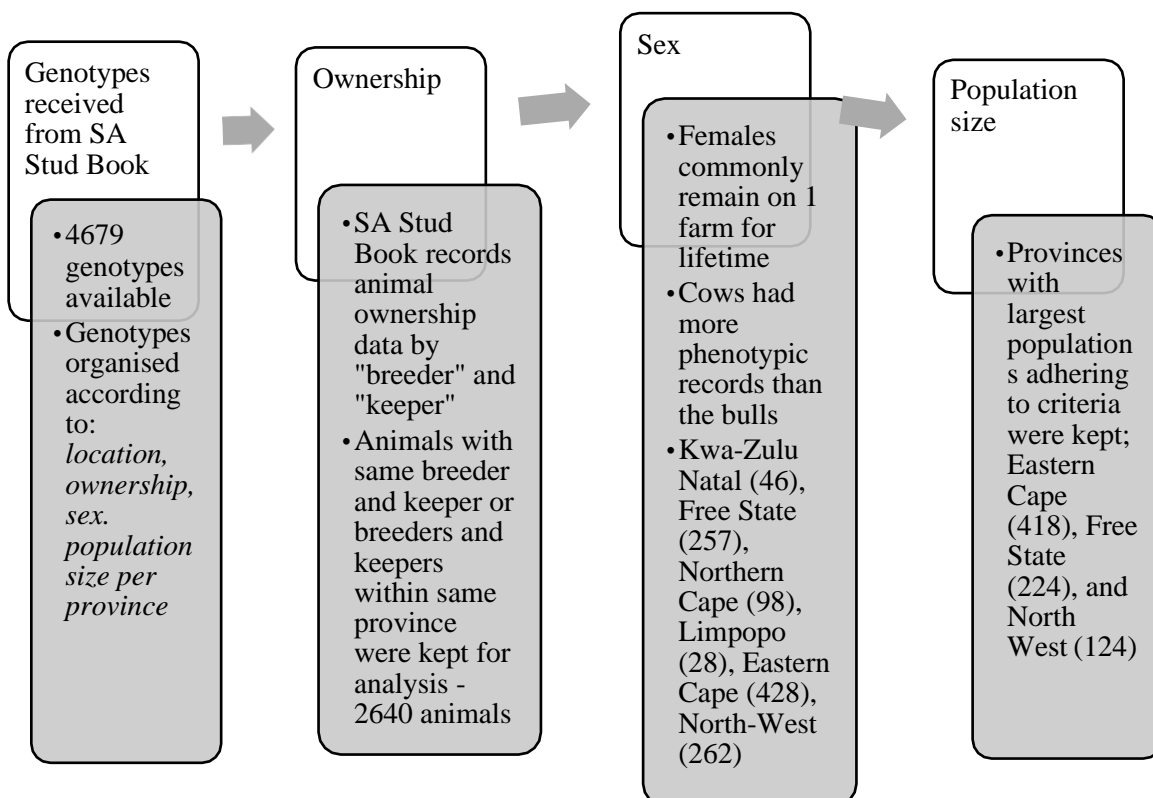 Genotypes
received
from SA
Stud Book
•4679
genotypes
available
•Genotypes
organised
according
to:
location,
ownership,
sex.
population
size per
province
Ownership
•SA Stud
Book records
animal
ownership
data by
"breeder" and
"keeper"
•Animals with
same breeder
and keeper or
breeders and
keepers
within same
province
were kept for
analysis -
2640 animals
Sex
•Females
commonly
remain on 1
farm for
lifetime
•Cows had
more
phenotypic
records than
the bulls
•Kwa-Zulu
Natal (46),
Free State
(257),
Northern
Cape (98),
Limpopo
(28), Eastern
Cape (428),
North-West
(262)
Population
size
•Provinces
with
largest
population
s adhering
to criteria
were kept;
Eastern
Cape
(418), Free
State
(224), and
North
West (124)